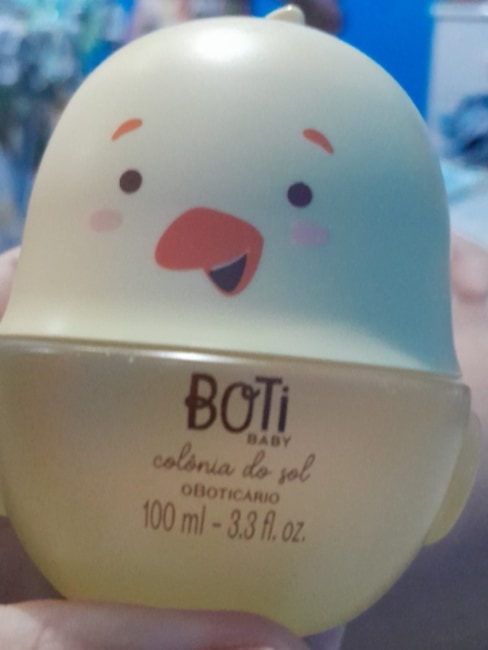 BOTi
BABY
colônia do sol
oBOTICÁRIO
100 ml - 3.3 fl. oz.